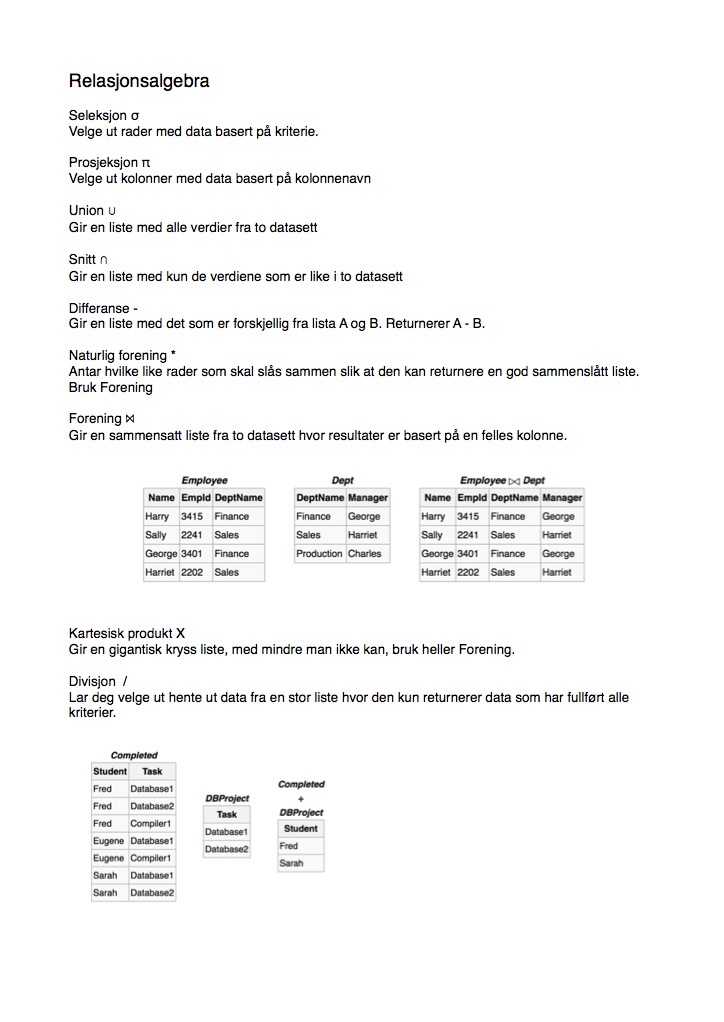 Relasjonsalgebra
Seleksjon σ
Velge ut rader med data basert på kriterie.
Prosjeksjon π
Velge ut kolonner med data basert på kolonnenavn
Union ∪
Gir en liste med alle verdier fra to datasett
Snitt ∩
Gir en liste med kun de verdiene som er like i to datasett
Differanse -
Gir en liste med det som er forskjellig fra lista A og B. Returnerer A - B.
Naturlig forening *
Antar hvilke like rader som skal slås sammen slik at den kan returnere en god sammenslått liste.
Bruk Forening
Forening ⋈
Gir en sammensatt liste fra to datasett hvor resultater er basert på en felles kolonne.
Employee
Name EmpId DeptName
Harry 3415 Finance
Sally 2241 Sales
George 3401 Finance
Harriet 2202 Sales
Dept
DeptName Manager
Finance George
Sales Harriet
Production Charles
Employee ⋈ Dept
Name EmpId DeptName Manager
Harry 3415 Finance George
Sally 2241 Sales Harriet
George 3401 Finance George
Harriet 2202 Sales Harriet
Kartesisk produkt X
Gir en gigantisk kryss liste, med mindre man ikke kan, bruk heller Forening.
Divisjon /
Lar deg velge ut hente ut data fra en stor liste hvor den kun returnerer data som har fullført alle
kriterier.
Completed
Student Task
Fred Database1
Fred Database2
Fred Compiler1
Eugene Database1
Eugene Compiler1
Sarah Database1
Sarah Database2
DBProject
Task
Database1
Database2
Completed
÷
DBProject
Student
Fred
Sarah